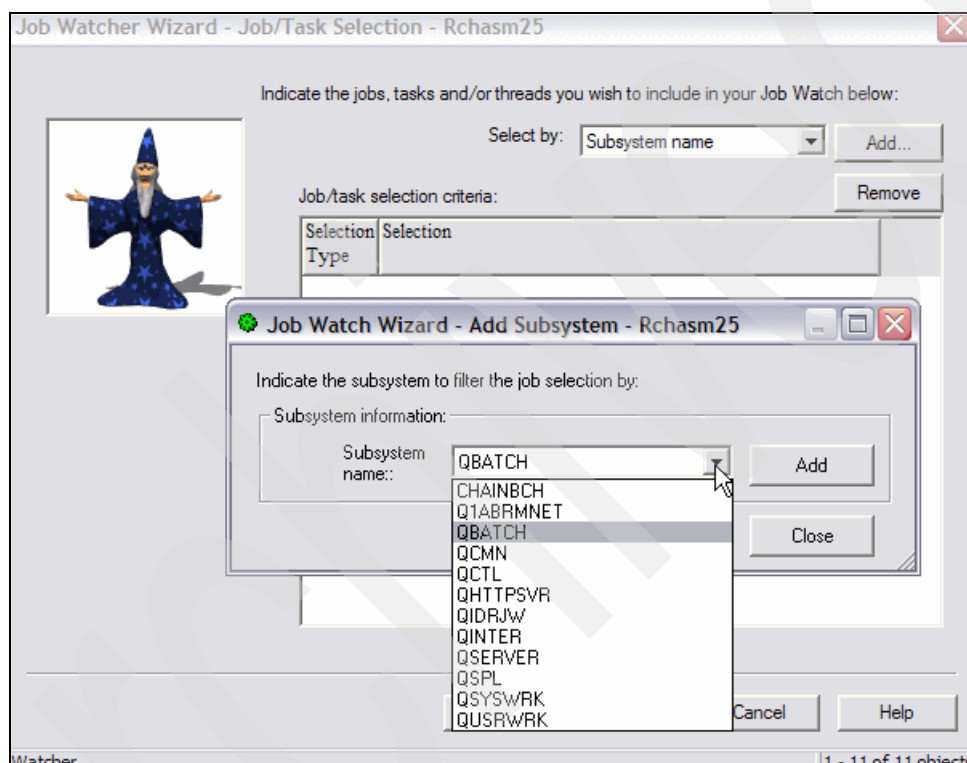 Job Watcher Wizard - Job/Task Selection - Rchasm25
Indicate the jobs, tasks and/or threads you wish to include in your Job Watch below:
Select by:
Subsystem name
Add...
Job/task selection criteria:
Remove
Selection Type
Selection
Job Watch Wizard - Add Subsystem - Rchasm25
Indicate the subsystem to filter the job selection by:
Subsystem information:
Subsystem
name::
QBATCH
Add
CHAINBCH
Q1ABRMNET
QBATCH
QCMN
QCTL
QHTTPSVR
QIDRJW
QINTER
QSERVER
QSPL
QSYSWRK
QUSRWRK
Close
Cancel
Help
Watcher
1 - 11 of 11 objects